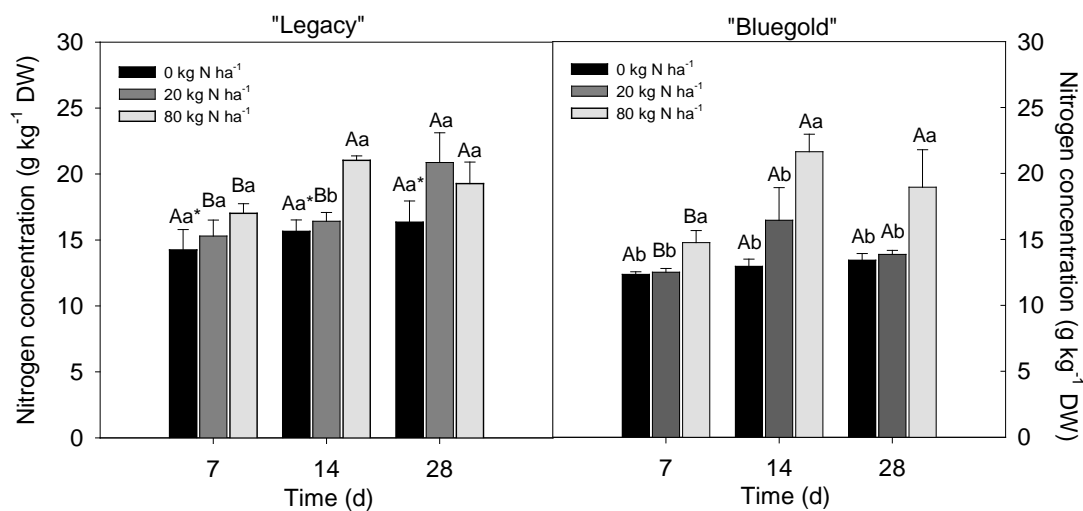 "Legacy"
"Bluegold"
Nitrogen concentration (g kg⁻¹ DW)
30
25
20
15
10
5
0
0 kg N ha⁻¹
20 kg N ha⁻¹
80 kg N ha⁻¹
Aa*
Ba
Ba
Aa*
Bb
Aa
Aa*
Aa
Aa
7
14
28
Time (d)
0 kg N ha⁻¹
20 kg N ha⁻¹
80 kg N ha⁻¹
Ab
Bb
Ba
Ab
Ab
Aa
Ab
Ab
Aa
7
14
28
Time (d)
30
25
20
15
10
5
0
Nitrogen concentration (g kg⁻¹ DW)